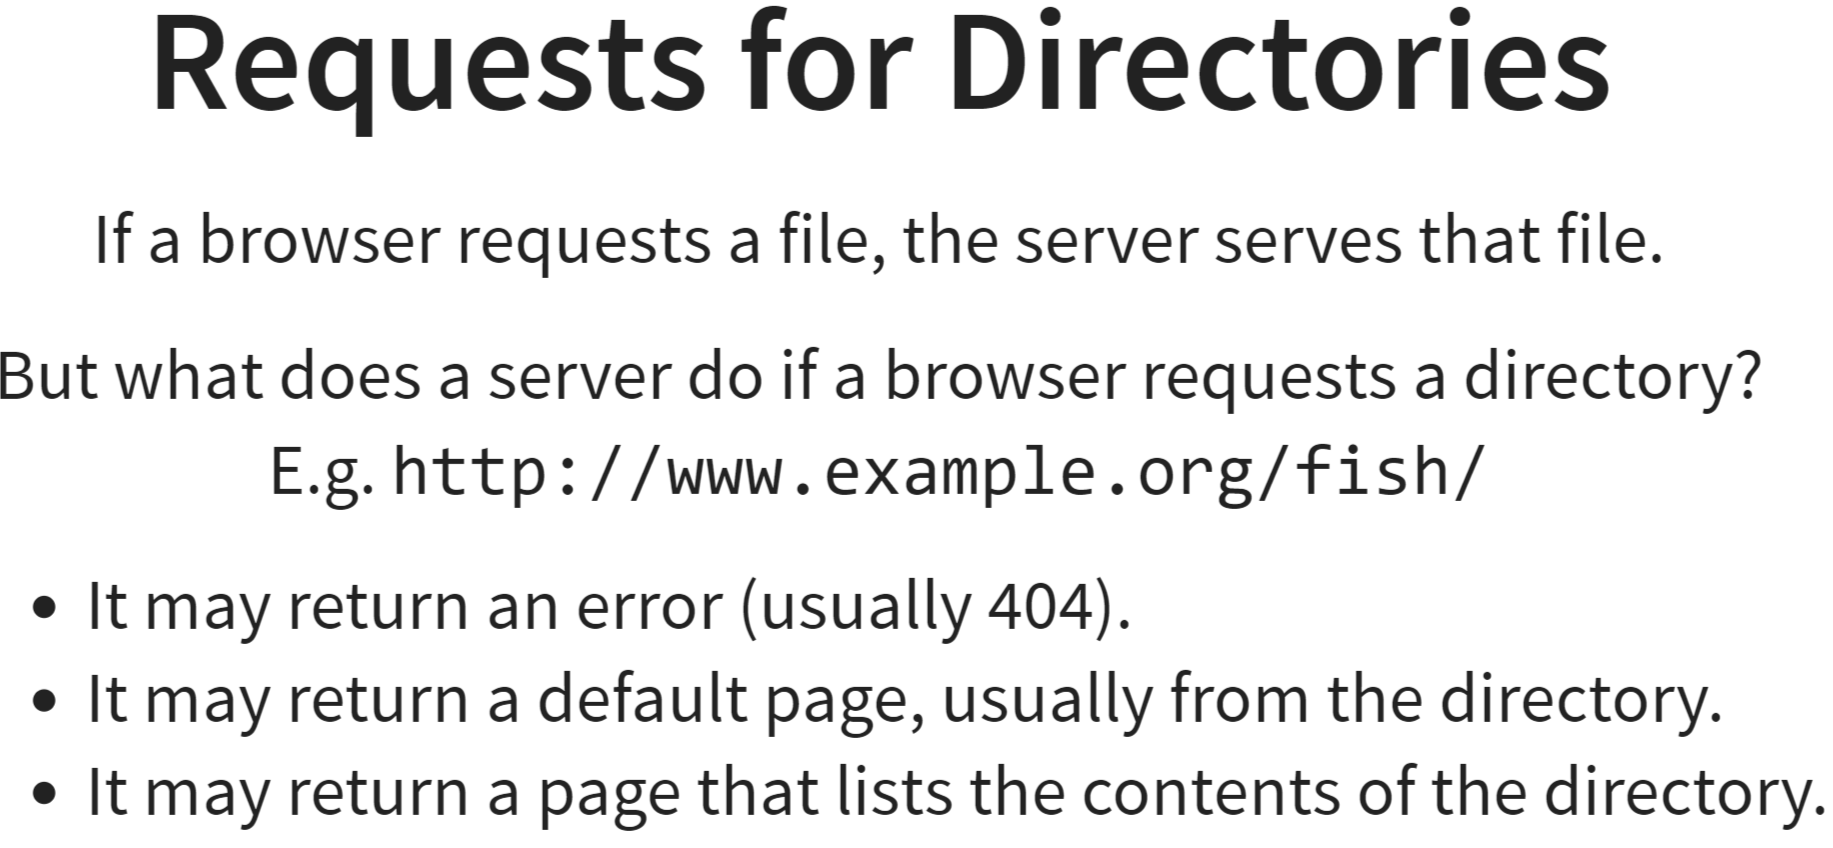 Requests for Directories
If a browser requests a file, the server serves that file.
But what does a server do if a browser requests a directory?
E.g. http://www.example.org/fish/
• It may return an error (usually 404).
• It may return a default page, usually from the directory.
• It may return a page that lists the contents of the directory.